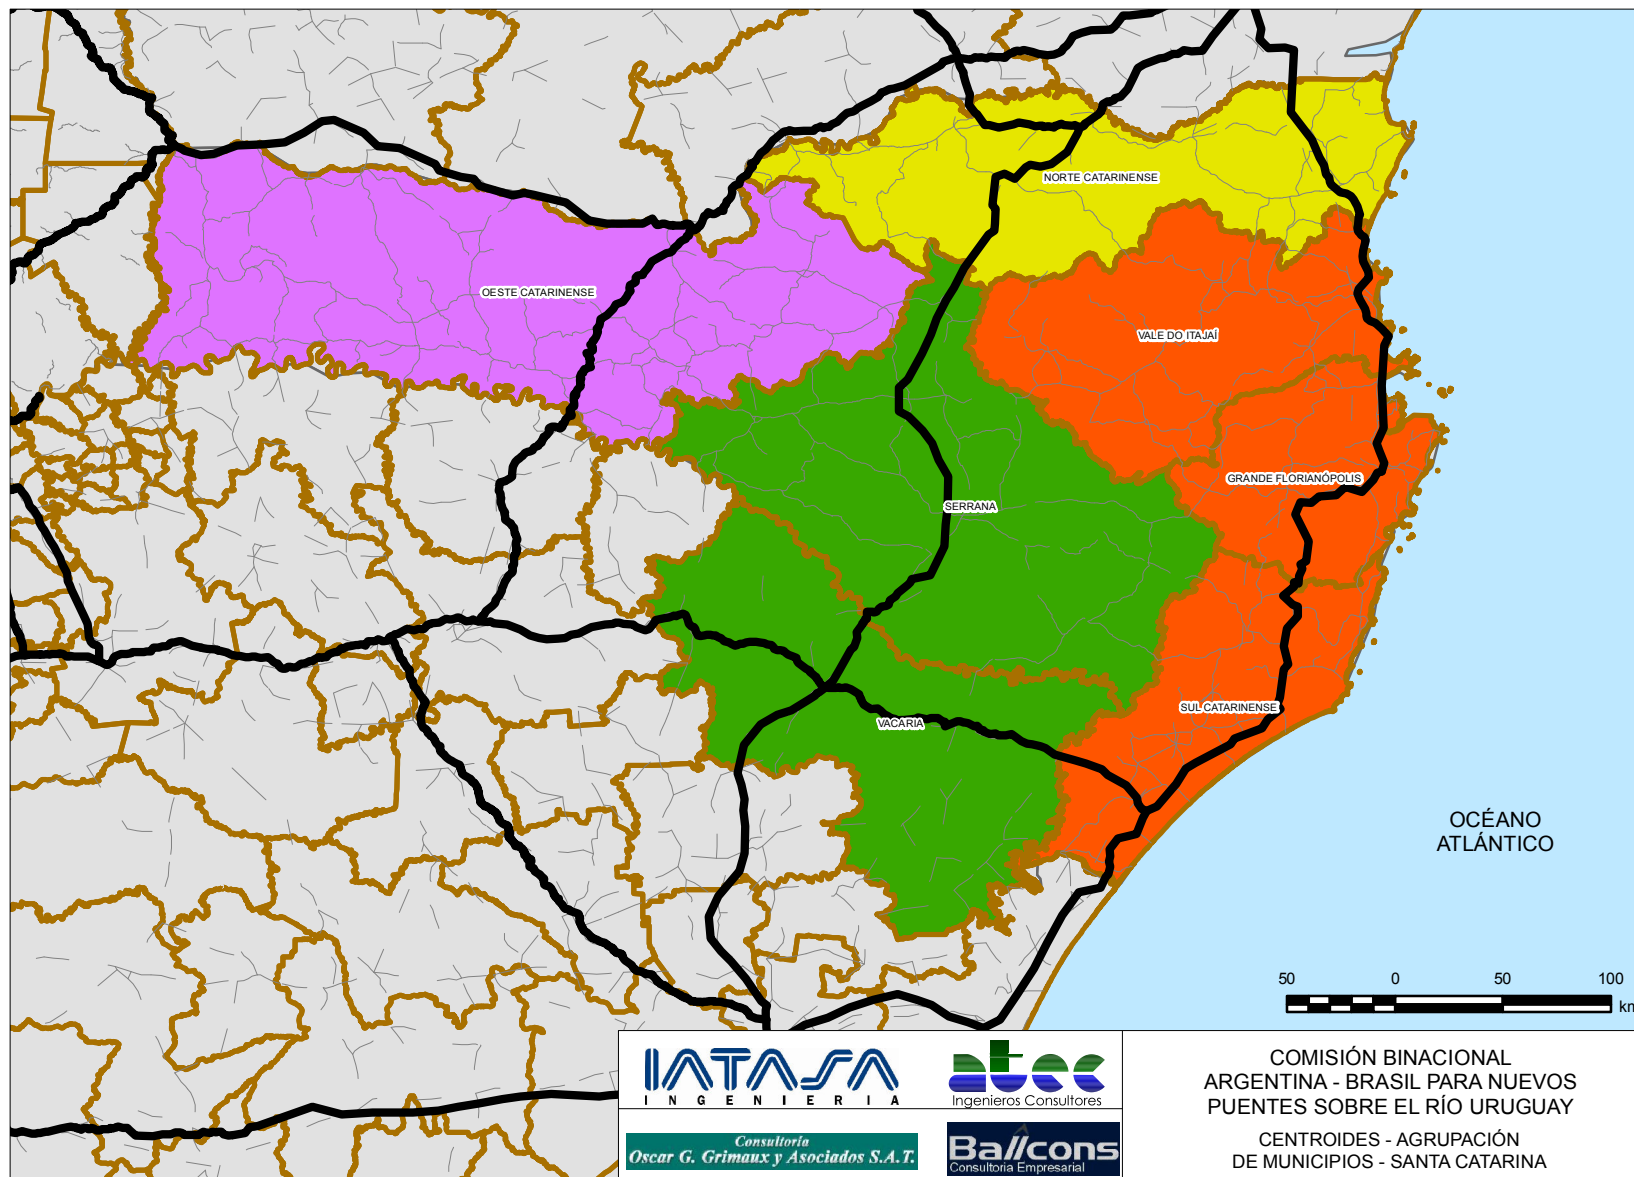 NORTE CATARINENSE
OESTE CATARINENSE
VALE DO ITAJAÍ
GRANDE FLORIANÓPOLIS
SERRANA
SUL CATARINENSE
VACARIA
OCÉANO
ATLÁNTICO
50 0 50 100
km
IATASA
INGENIERIA
atec
Ingenieros Consultores
Consultoría
Oscar G. Grimaux y Asociados S.A.T.
Ballcons
Consultoria Empresarial
COMISIÓN BINACIONAL
ARGENTINA - BRASIL PARA NUEVOS
PUENTES SOBRE EL RÍO URUGUAY
CENTROIDES - AGRUPACIÓN
DE MUNICIPIOS - SANTA CATARINA